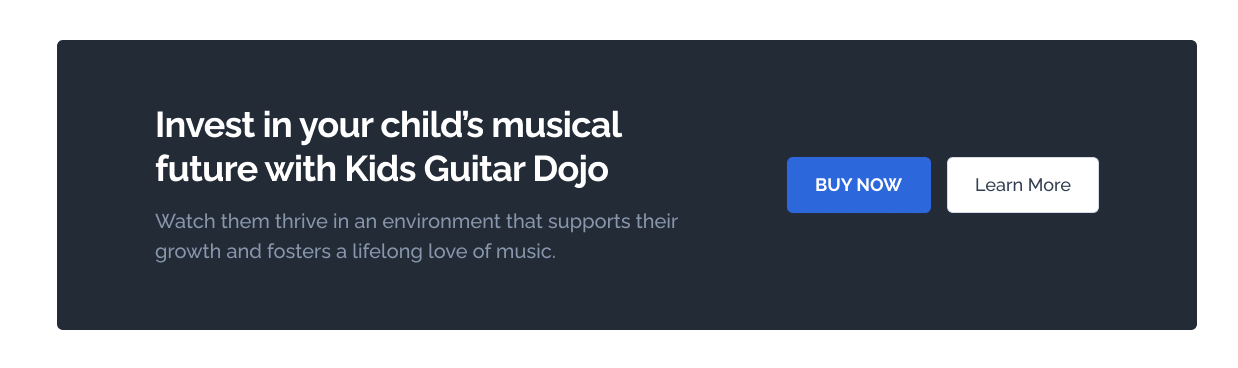 Invest in your child’s musical
future with Kids Guitar Dojo
Watch them thrive in an environment that supports their
growth and fosters a lifelong love of music.
BUY NOW
Learn More